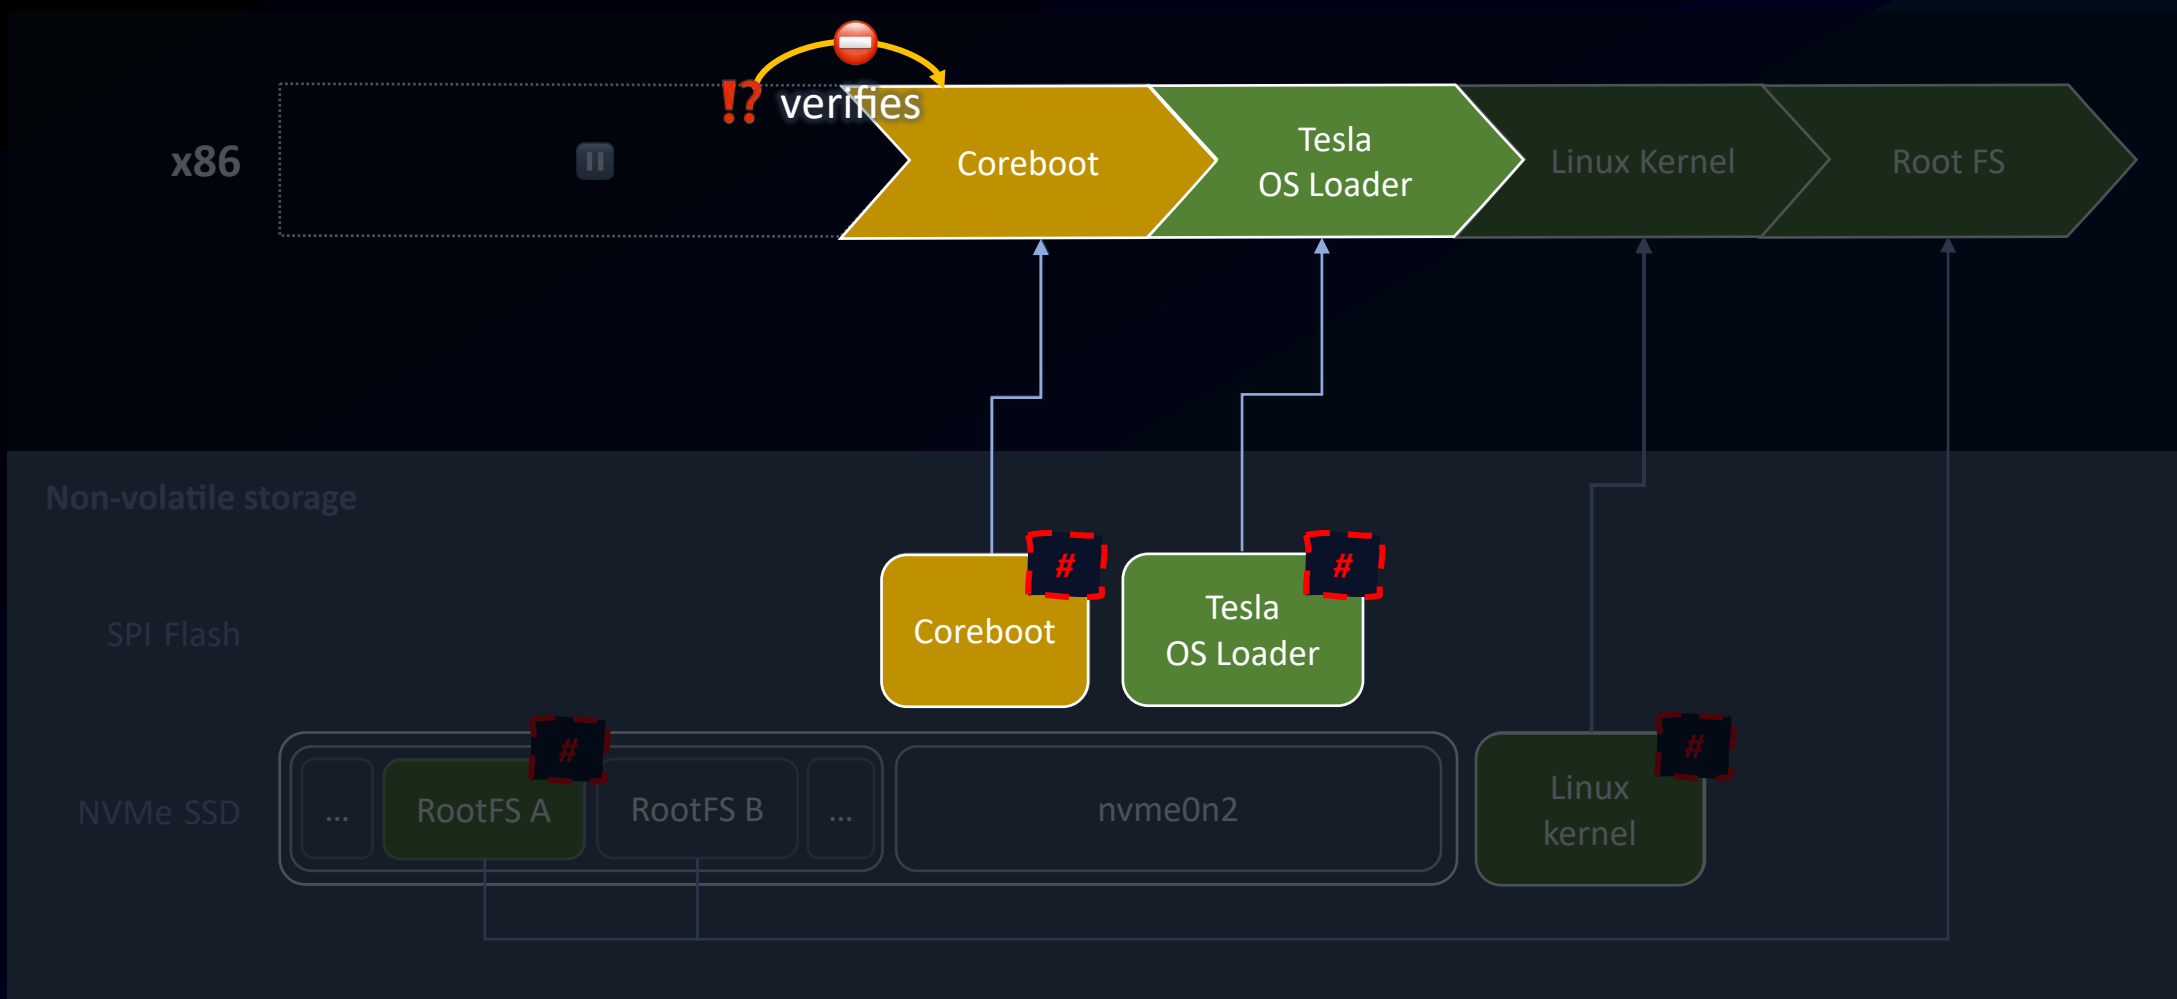 ⁉ verifies
x86
Coreboot
Tesla
OS Loader
Linux Kernel
Root FS
Non-volatile storage
SPI Flash
Coreboot
#
Tesla
OS Loader
#
NVMe SSD
...
RootFS A
#
RootFS B
...
nvme0n2
Linux
kernel
#